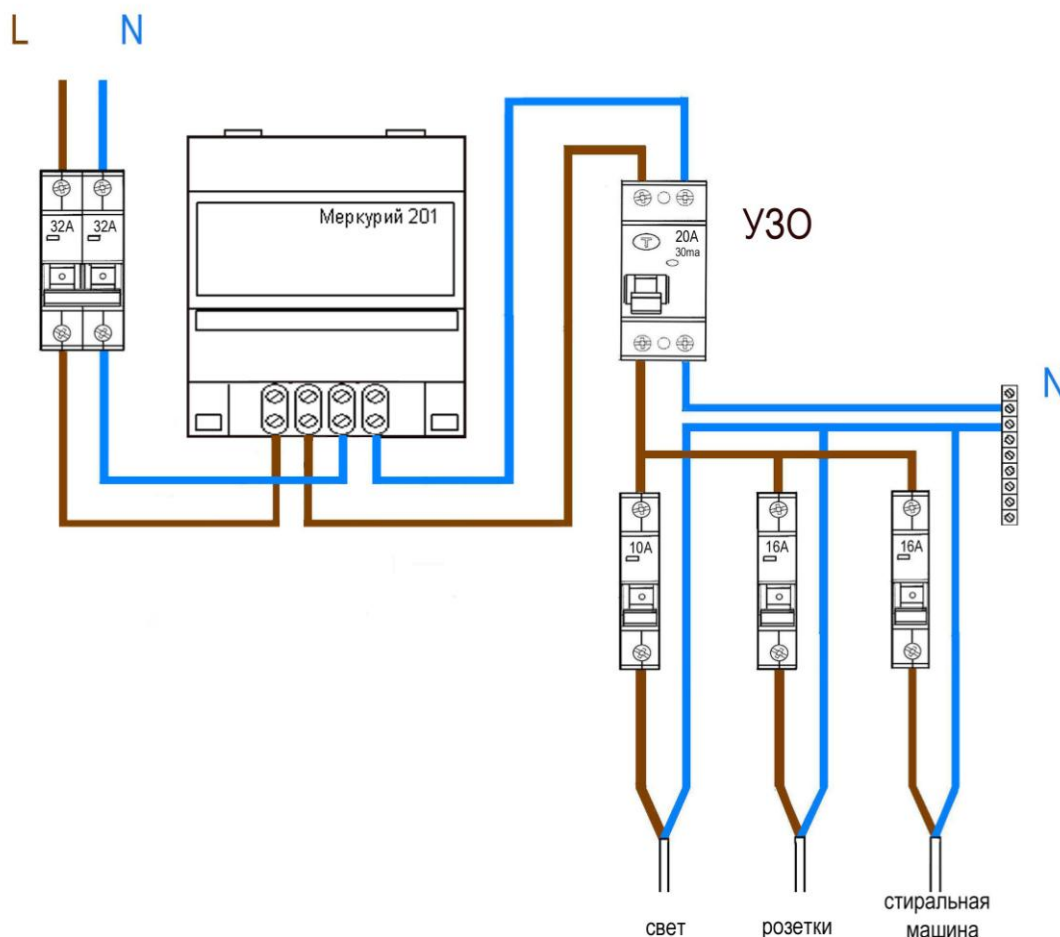 L N
32A 32A
Меркурий 201
20A
30ma
УЗО
N
10A 16A 16A
свет розетки стиральная
машина